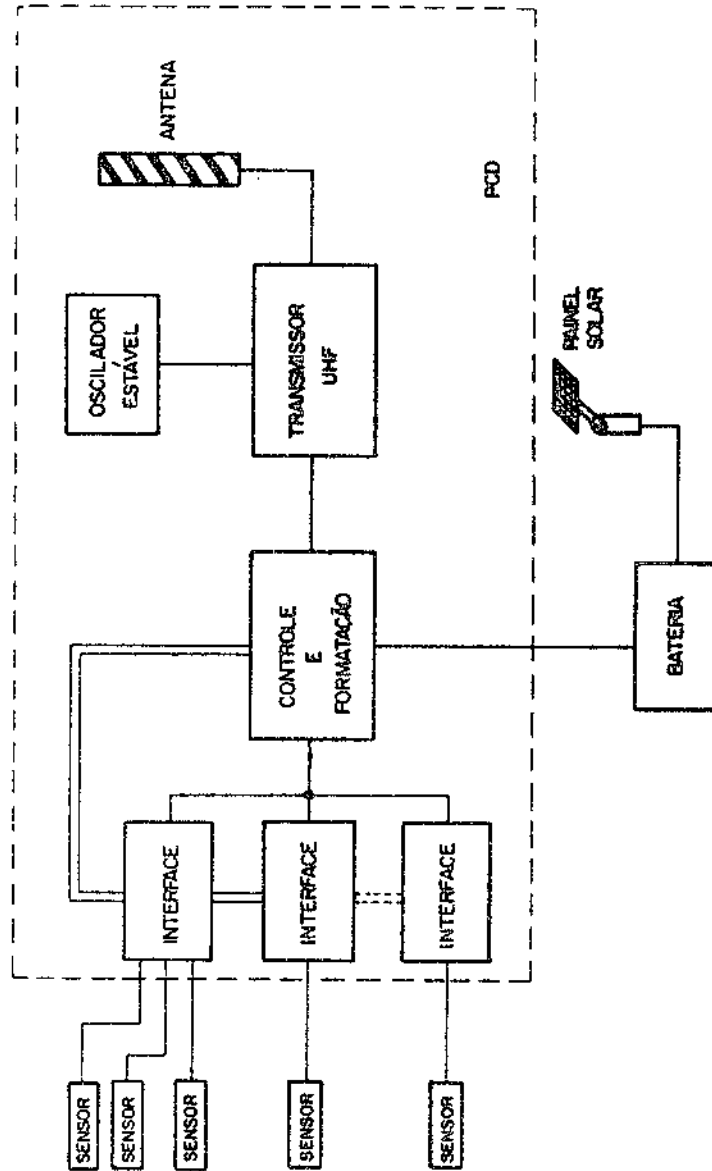 SENSOR
SENSOR
SENSOR
SENSOR
SENSOR
INTERFACE
INTERFACE
INTERFACE
CONTROLE
E
FORMATAÇÃO
OSCILADOR
ESTÁVEL
TRANSMISSOR
UHF
ANTENA
PCD
BATERIA
PAINEL
SOLAR